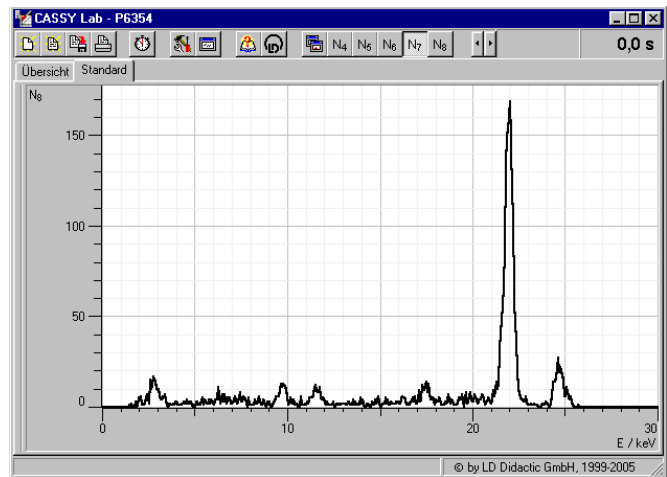 CASSY Lab - P6354
N4 N5 N6 N7 N8 0,0 s
Übersicht Standard
N8
150
100
50
0
0 10 20 30
E / keV
© by LD Didactic GmbH, 1999-2005